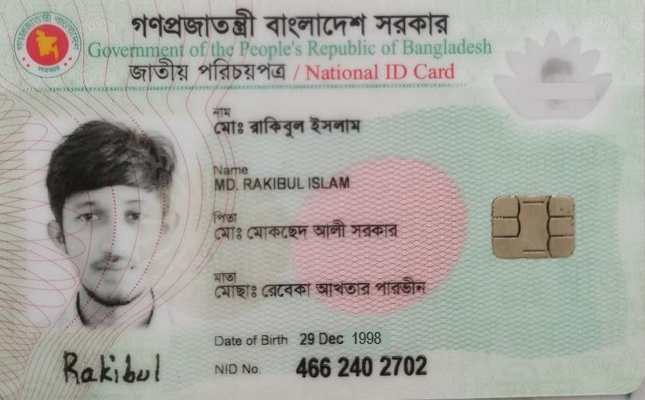 গণপ্রজাতন্ত্রী বাংলাদেশ সরকার
Government of the People's Republic of Bangladesh
জাতীয় পরিচয়পত্র / National ID Card
নাম
মোঃ রাকিবুল ইসলাম
Name
MD. RAKIBUL ISLAM
পিতা
মোঃ মোকছেদ আলী সরকার
মাতা
মোছাঃ রেবেকা আখতার পারভীন
Date of Birth 29 Dec 1998
NID No. 466 240 2702
Rakibul